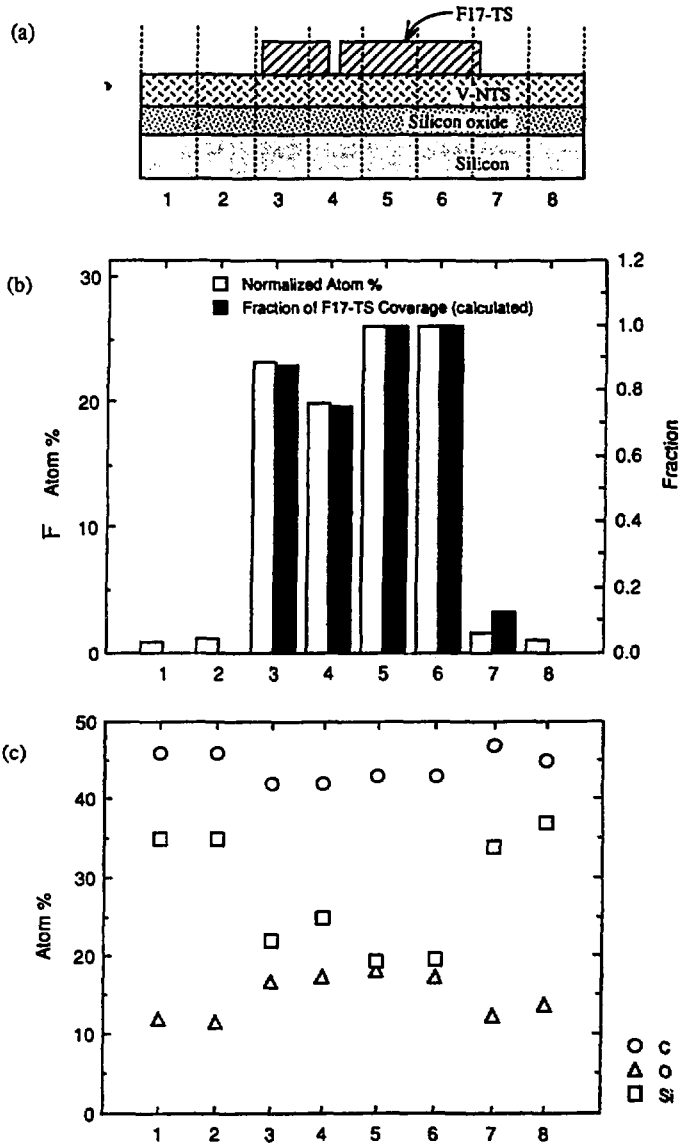 (a)
F17-TS
V-NTS
Silicon oxide
Silicon
1 2 3 4 5 6 7 8
(b)
Normalized Atom %
Fraction of F17-TS Coverage (calculated)
30
20
10
0
F Atom %
1.2
1.0
0.8
0.6
0.4
0.2
0.0
Fraction
1 2 3 4 5 6 7 8
(c)
50
40
30
20
10
0
Atom %
1 2 3 4 5 6 7 8
C
O